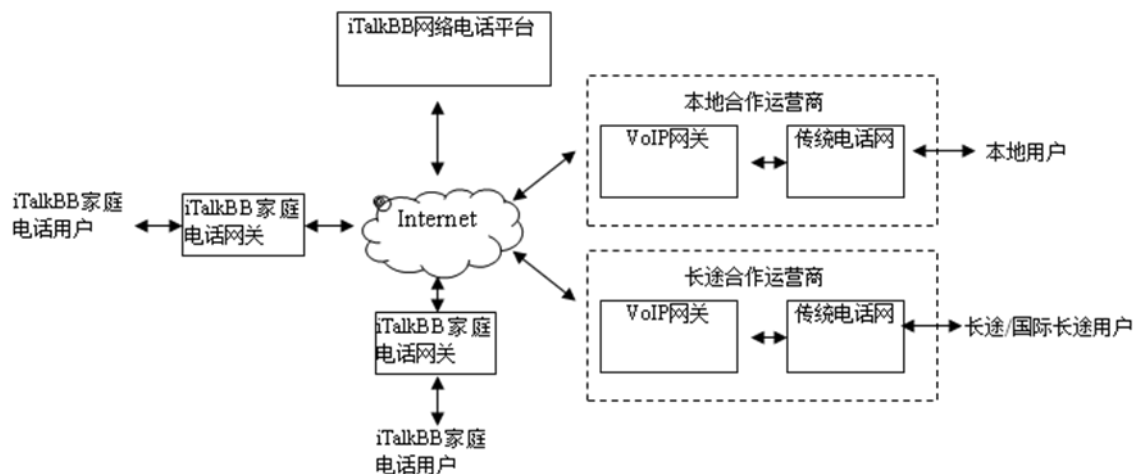 iTalkBB网络电话平台
本地合作运营商
VoIP网关
传统电话网
本地用户
iTalkBB家庭
电话用户
iTalkBB家庭
电话网关
Internet
长途合作运营商
VoIP网关
传统电话网
长途/国际长途用户
iTalkBB家庭
电话网关
iTalkBB家庭
电话用户